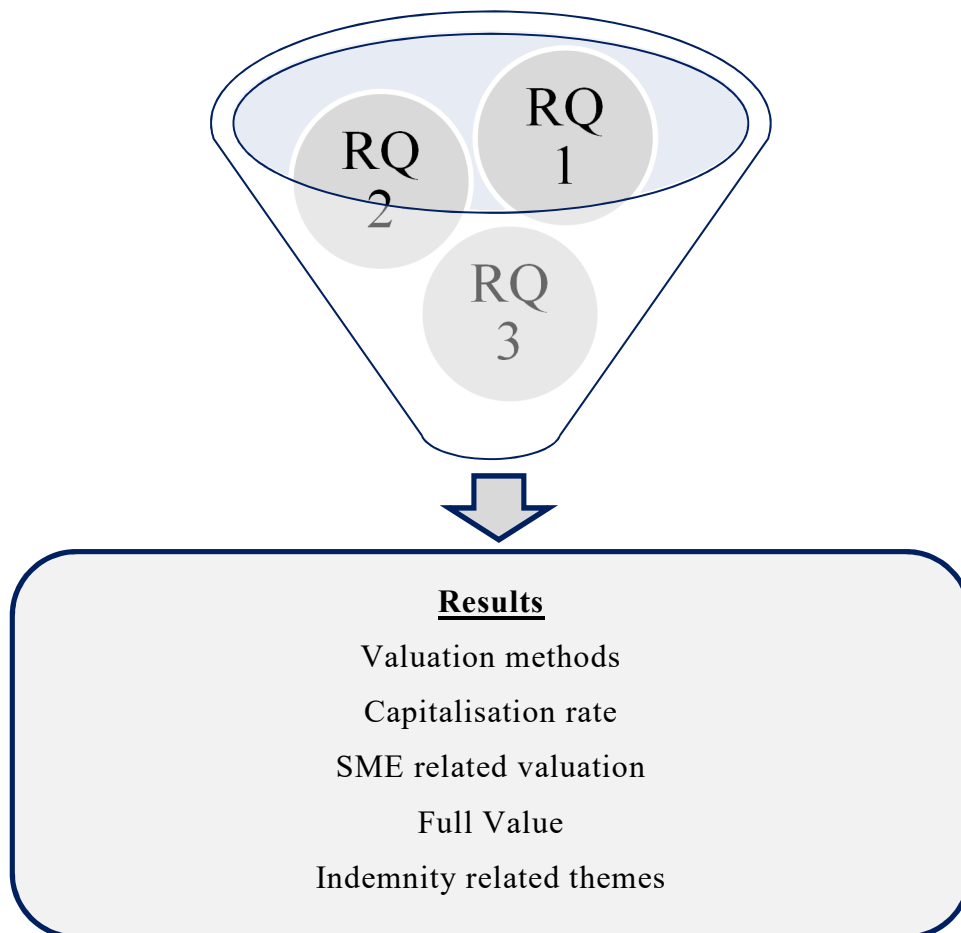 RQ
1
RQ
2
RQ
3
Results
Valuation methods
Capitalisation rate
SME related valuation
Full Value
Indemnity related themes